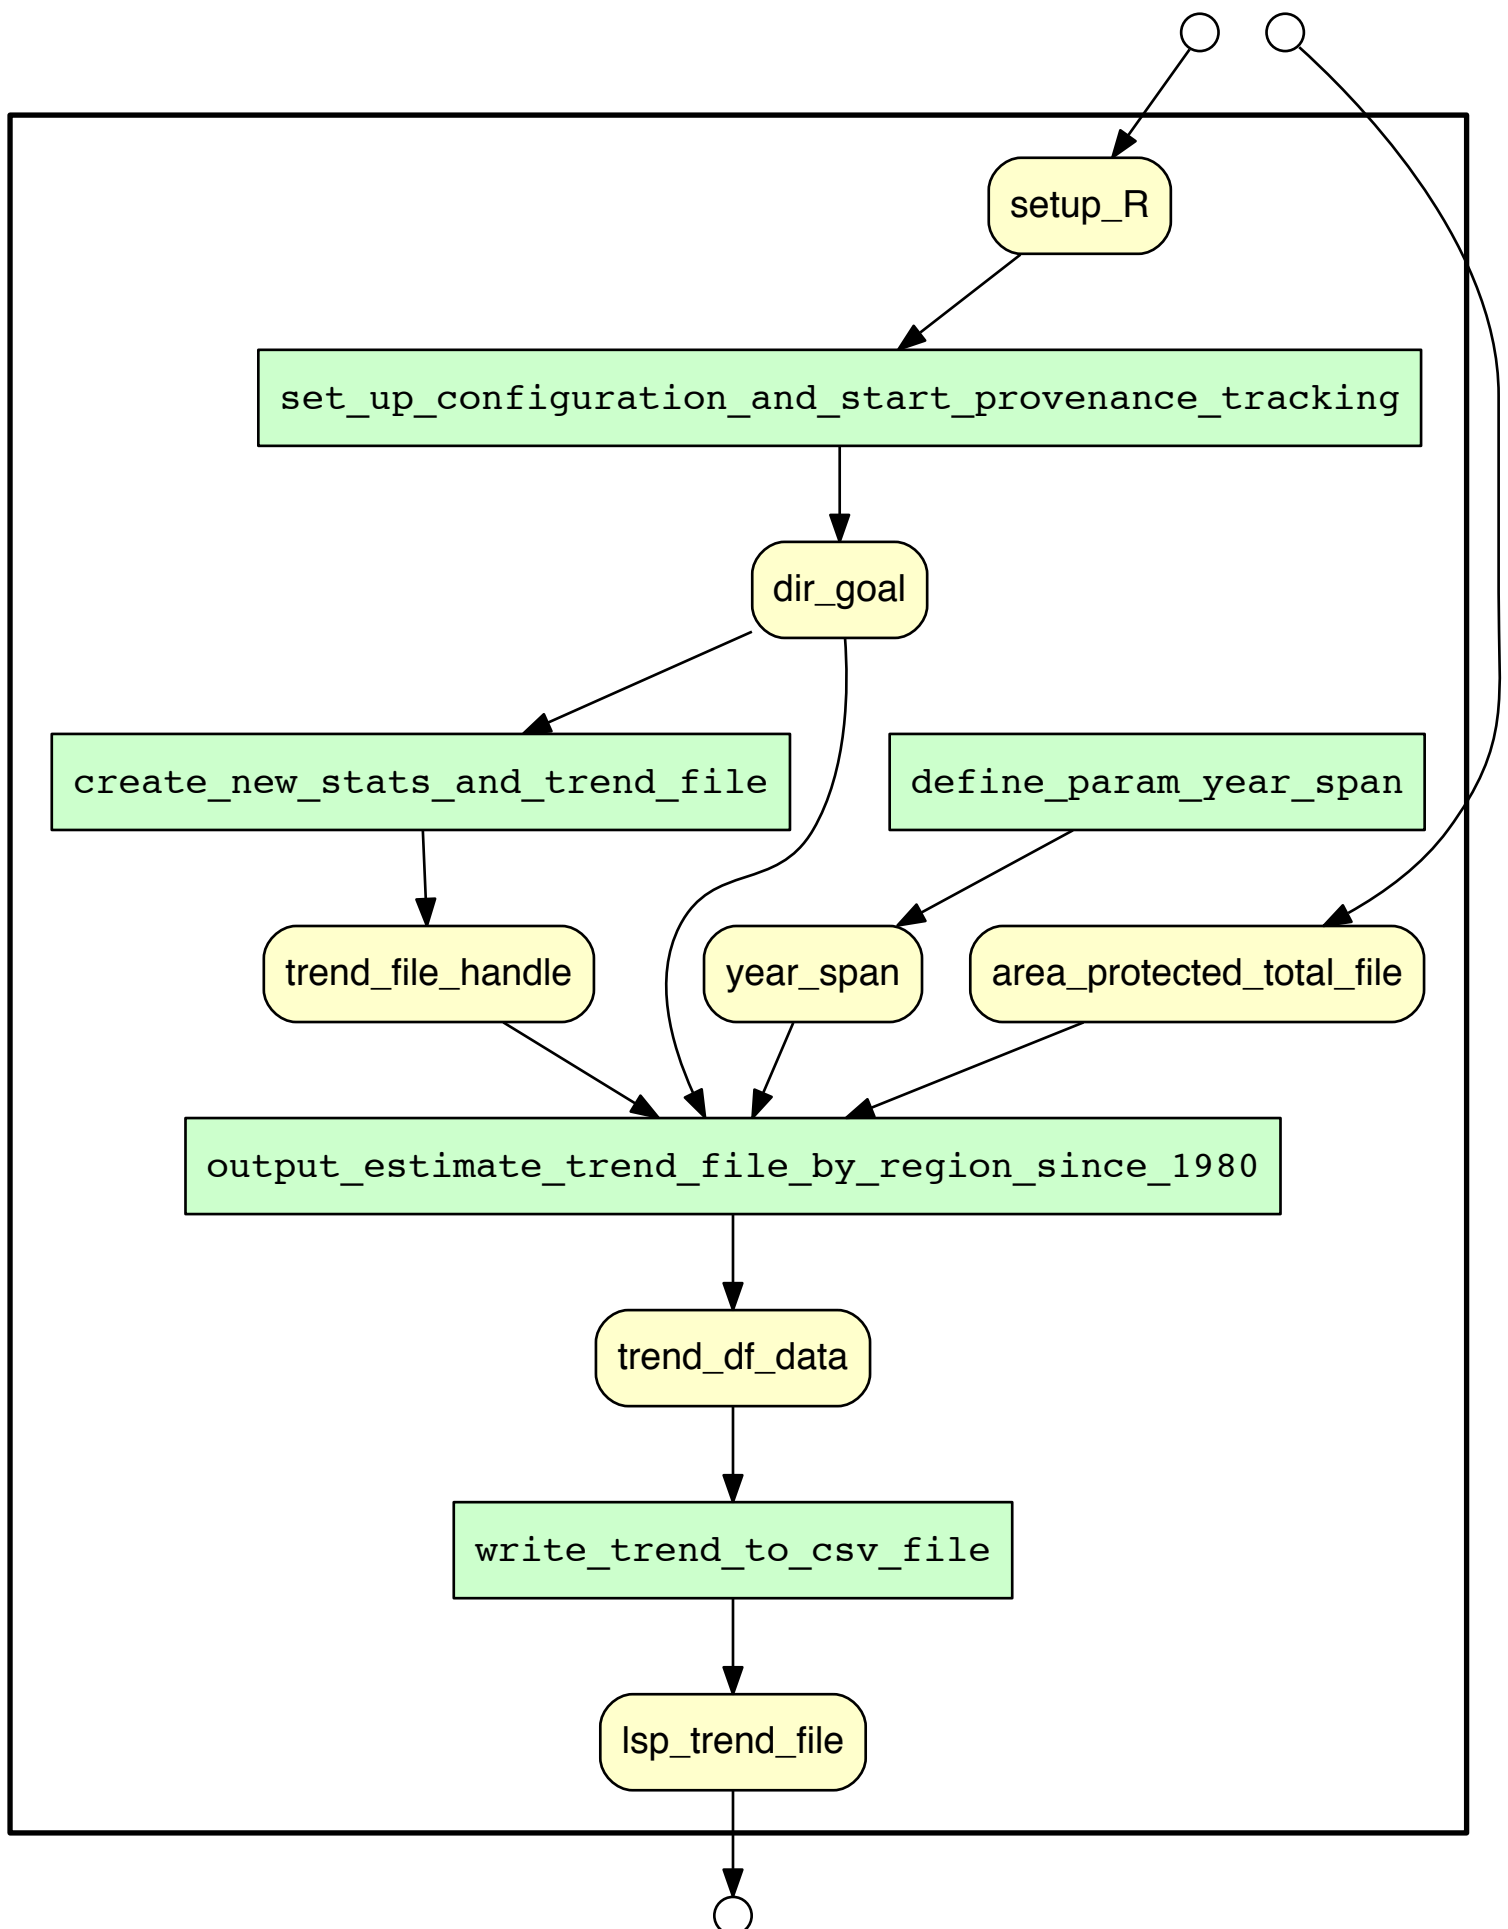 setup_R
set_up_configuration_and_start_provenance_tracking
dir_goal
create_new_stats_and_trend_file
define_param_year_span
trend_file_handle
year_span
area_protected_total_file
output_estimate_trend_file_by_region_since_1980
trend_df_data
write_trend_to_csv_file
lsp_trend_file